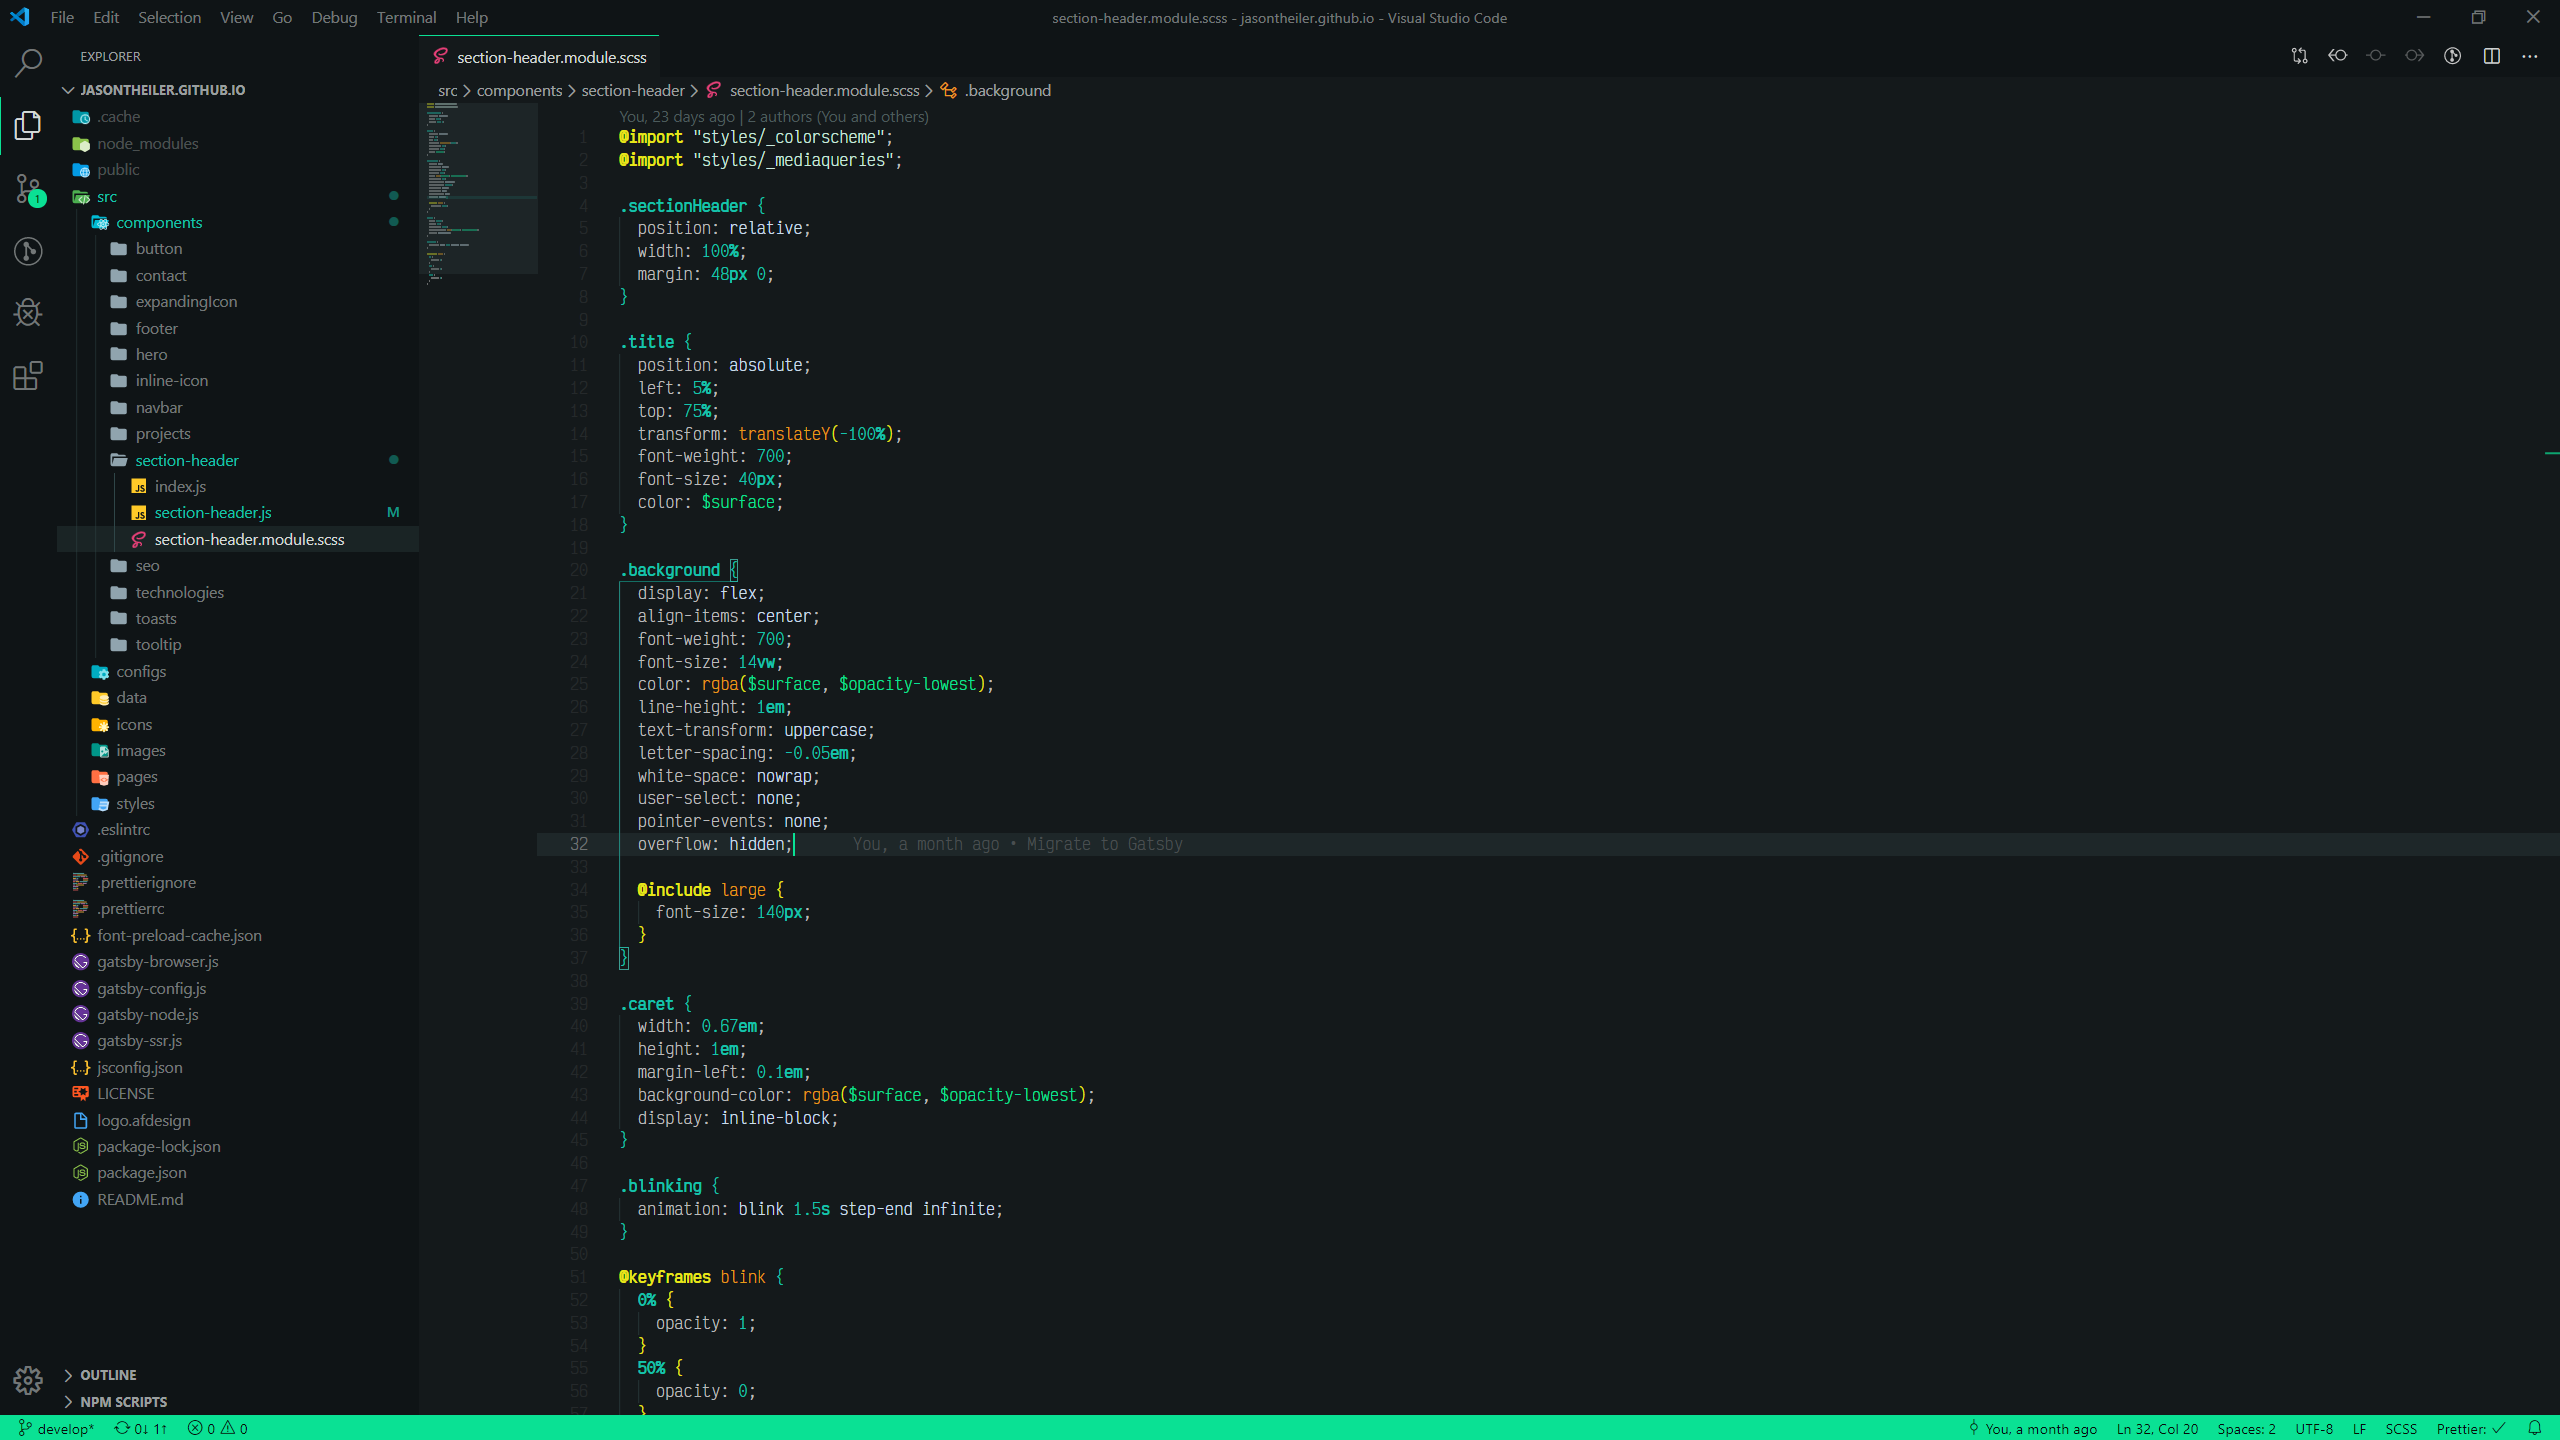 File Edit Selection View Go Debug Terminal Help
section-header.module.scss - jasontheiler.github.io - Visual Studio Code
EXPLORER
JASONTHEILER.GITHUB.IO
.cache
node_modules
public
src
components
button
contact
expandingIcon
footer
hero
inline-icon
navbar
projects
section-header
index.js
section-header.js M
section-header.module.scss
seo
technologies
toasts
tooltip
configs
data
icons
images
pages
styles
.eslintrc
.gitignore
.prettierignore
.prettierrc
font-preload-cache.json
gatsby-browser.js
gatsby-config.js
gatsby-node.js
gatsby-ssr.js
jsconfig.json
LICENSE
logo.afdesign
package-lock.json
package.json
README.md
OUTLINE
NPM SCRIPTS
1
section-header.module.scss
src > components > section-header > section-header.module.scss > .background
You, 23 days ago | 2 authors (You and others)
1 @import "styles/_colorscheme";
2 @import "styles/_mediaqueries";
3
4 .sectionHeader {
5 position: relative;
6 width: 100%;
7 margin: 48px 0;
8 }
9
10 .title {
11 position: absolute;
12 left: 5%;
13 top: 75%;
14 transform: translateY(-100%);
15 font-weight: 700;
16 font-size: 40px;
17 color: $surface;
18 }
19
20 .background {
21 display: flex;
22 align-items: center;
23 font-weight: 700;
24 font-size: 14vw;
25 color: rgba($surface, $opacity-lowest);
26 line-height: 1em;
27 text-transform: uppercase;
28 letter-spacing: -0.05em;
29 white-space: nowrap;
30 user-select: none;
31 pointer-events: none;
32 overflow: hidden; You, a month ago • Migrate to Gatsby
33
34 @include large {
35 font-size: 140px;
36 }
37 }
38
39 .caret {
40 width: 0.67em;
41 height: 1em;
42 margin-left: 0.1em;
43 background-color: rgba($surface, $opacity-lowest);
44 display: inline-block;
45 }
46
47 .blinking {
48 animation: blink 1.5s step-end infinite;
49 }
50
51 @keyframes blink {
52 0% {
53 opacity: 1;
54 }
55 50% {
56 opacity: 0;
57 }
develop* 0↓ 1↑ 0 0
You, a month ago Ln 32, Col 20 Spaces: 2 UTF-8 LF SCSS Prettier: ✓